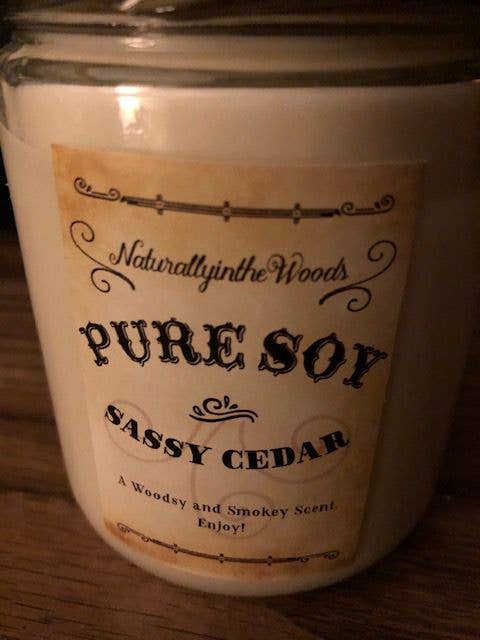 NaturallyintheWoods
PURE SOY
SASSY CEDAR
A Woodsy and Smokey Scent.
Enjoy!